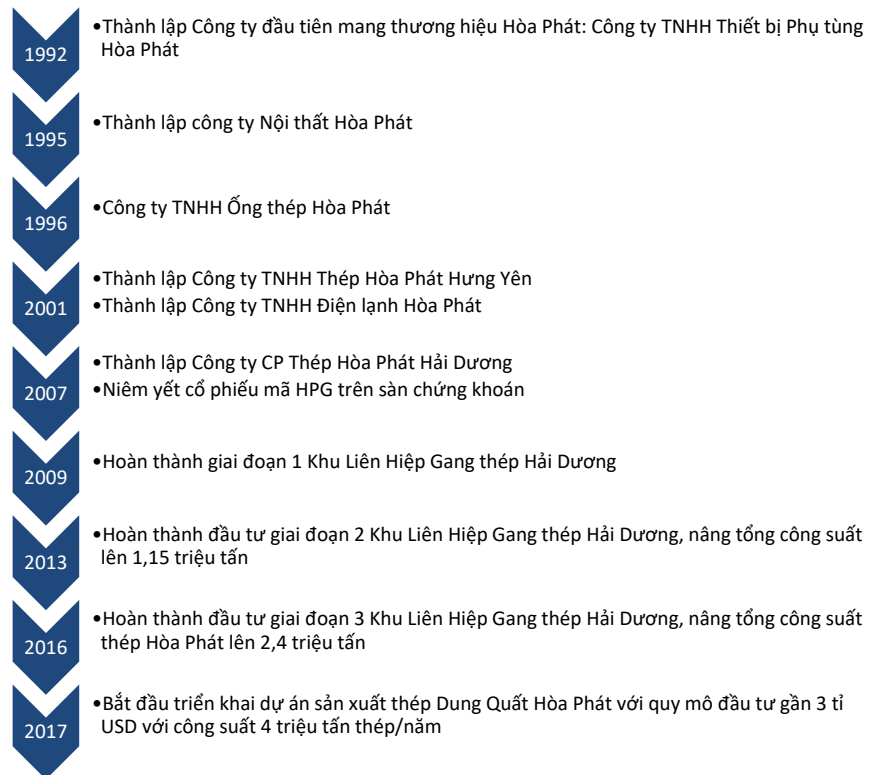 1992
•Thành lập Công ty đầu tiên mang thương hiệu Hòa Phát: Công ty TNHH Thiết bị Phụ tùng
Hòa Phát
1995
•Thành lập công ty Nội thất Hòa Phát
1996
•Công ty TNHH Ống thép Hòa Phát
2001
•Thành lập Công ty TNHH Thép Hòa Phát Hưng Yên
•Thành lập Công ty TNHH Điện lạnh Hòa Phát
2007
•Thành lập Công ty CP Thép Hòa Phát Hải Dương
•Niêm yết cổ phiếu mã HPG trên sàn chứng khoán
2009
•Hoàn thành giai đoạn 1 Khu Liên Hiệp Gang thép Hải Dương
2013
•Hoàn thành đầu tư giai đoạn 2 Khu Liên Hiệp Gang thép Hải Dương, nâng tổng công suất
lên 1,15 triệu tấn
2016
•Hoàn thành đầu tư giai đoạn 3 Khu Liên Hiệp Gang thép Hải Dương, nâng tổng công suất
thép Hòa Phát lên 2,4 triệu tấn
2017
•Bắt đầu triển khai dự án sản xuất thép Dung Quất Hòa Phát với quy mô đầu tư gần 3 tỉ
USD với công suất 4 triệu tấn thép/năm